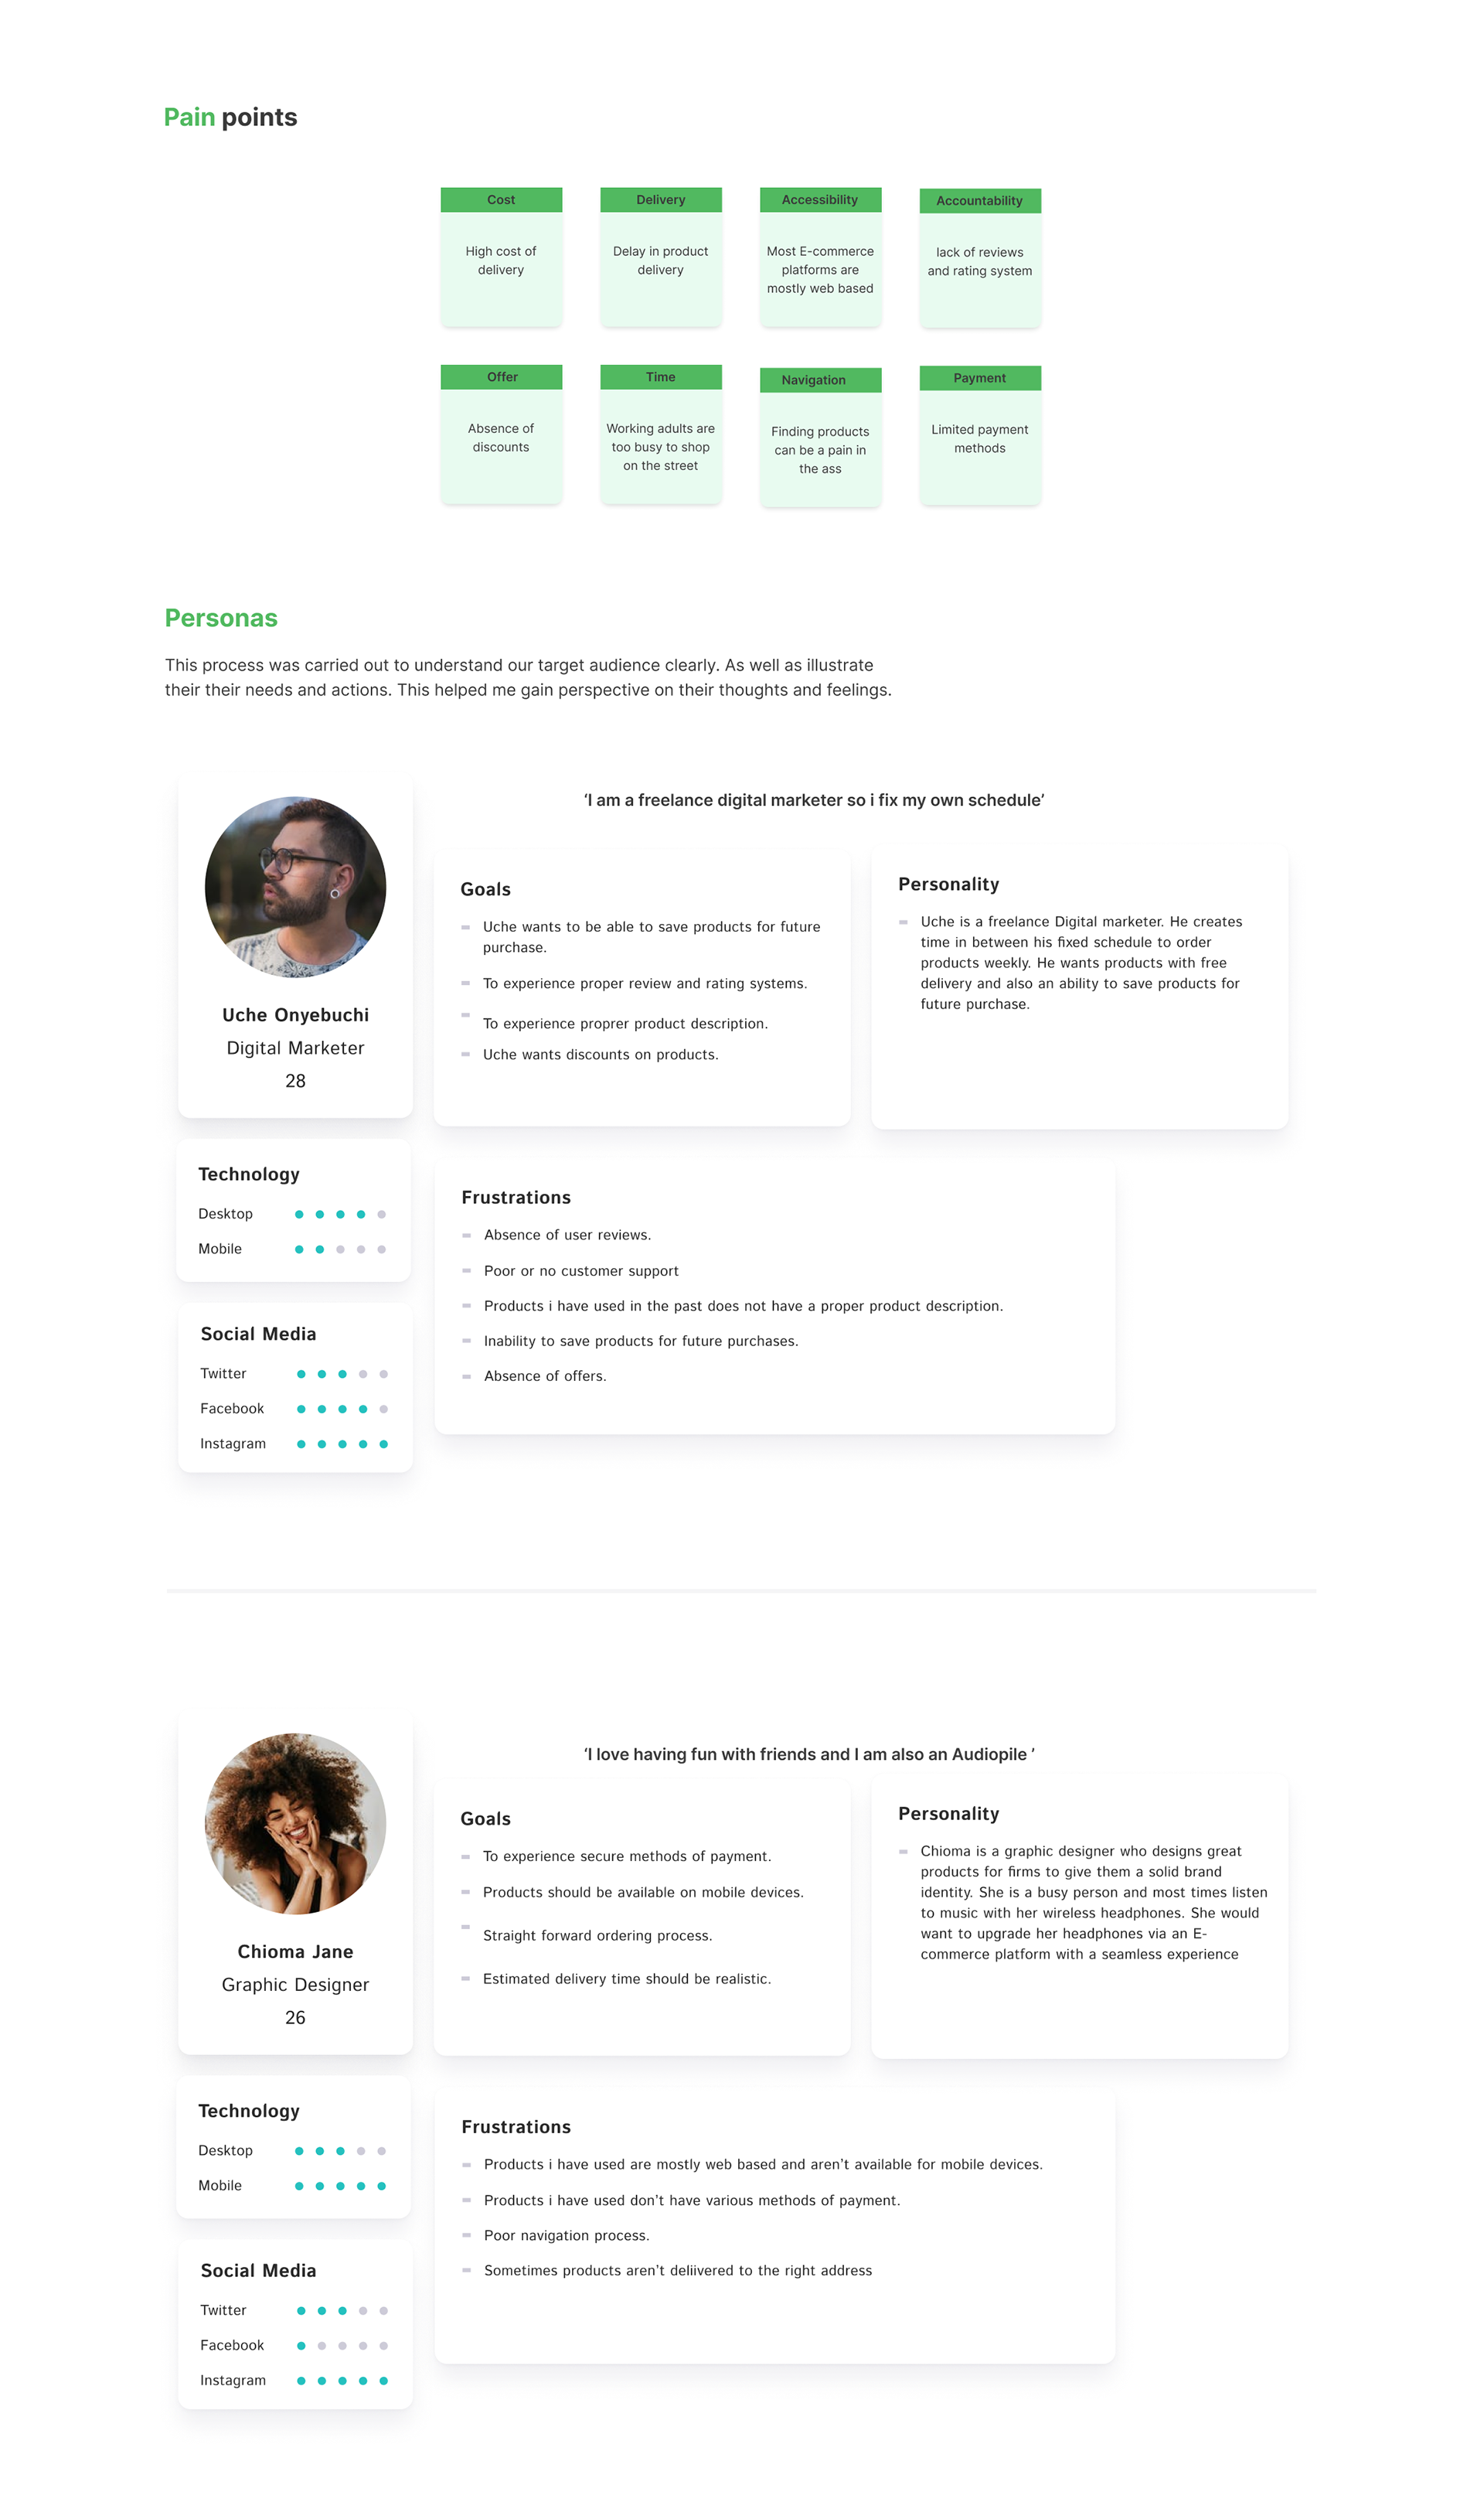 Pain points
Cost
High cost of
delivery
Delivery
Delay in product
delivery
Accessibility
Most E-commerce
platforms are
mostly web based
Accountability
lack of reviews
and rating system
Offer
Absence of
discounts
Time
Working adults are
too busy to shop
on the street
Navigation
Finding products
can be a pain in
the ass
Payment
Limited payment
methods
Personas
This process was carried out to understand our target audience clearly. As well as illustrate
their their needs and actions. This helped me gain perspective on their thoughts and feelings.
Uche Onyebuchi
Digital Marketer
28
Technology
Desktop
Mobile
Social Media
Twitter
Facebook
Instagram
‘I am a freelance digital marketer so i fix my own schedule’
Goals
Uche wants to be able to save products for future
purchase.
To experience proper review and rating systems.
To experience proprer product description.
Uche wants discounts on products.
Personality
Uche is a freelance Digital marketer. He creates
time in between his fixed schedule to order
products weekly. He wants products with free
delivery and also an ability to save products for
future purchase.
Frustrations
Absence of user reviews.
Poor or no customer support
Products i have used in the past does not have a proper product description.
Inability to save products for future purchases.
Absence of offers.
Chioma Jane
Graphic Designer
26
Technology
Desktop
Mobile
Social Media
Twitter
Facebook
Instagram
‘I love having fun with friends and I am also an Audiopile ’
Goals
To experience secure methods of payment.
Products should be available on mobile devices.
Straight forward ordering process.
Estimated delivery time should be realistic.
Personality
Chioma is a graphic designer who designs great
products for firms to give them a solid brand
identity. She is a busy person and most times listen
to music with her wireless headphones. She would
want to upgrade her headphones via an E-
commerce platform with a seamless experience
Frustrations
Products i have used are mostly web based and aren’t available for mobile devices.
Products i have used don’t have various methods of payment.
Poor navigation process.
Sometimes products aren’t deliivered to the right address